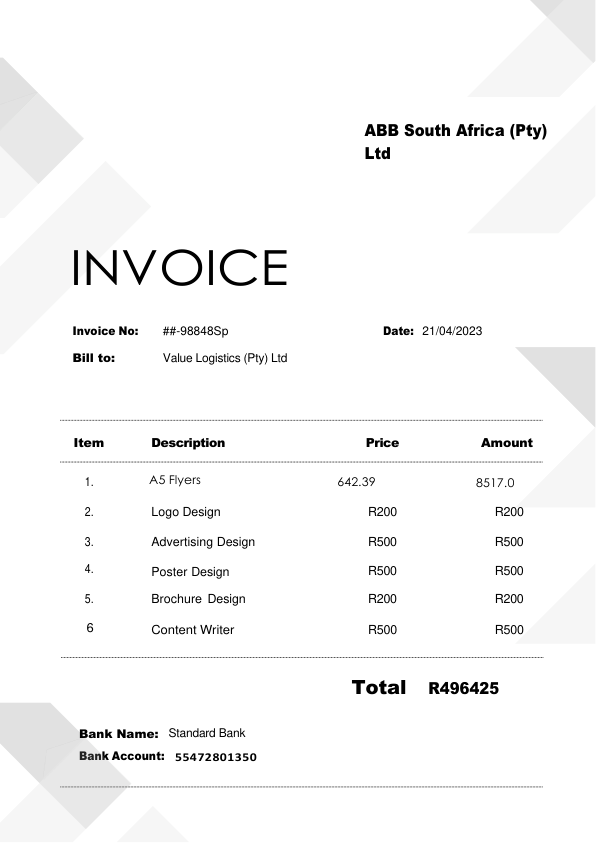 ABB South Africa (Pty)
Ltd
INVOICE
Invoice No: ##-98848Sp Date: 21/04/2023
Bill to: Value Logistics (Pty) Ltd
Item Description Price Amount
1. A5 Flyers 642.39 8517.0
2. Logo Design R200 R200
3. Advertising Design R500 R500
4. Poster Design R500 R500
5. Brochure Design R200 R200
6 Content Writer R500 R500
Total R496425
Bank Name: Standard Bank
Bank Account: 55472801350